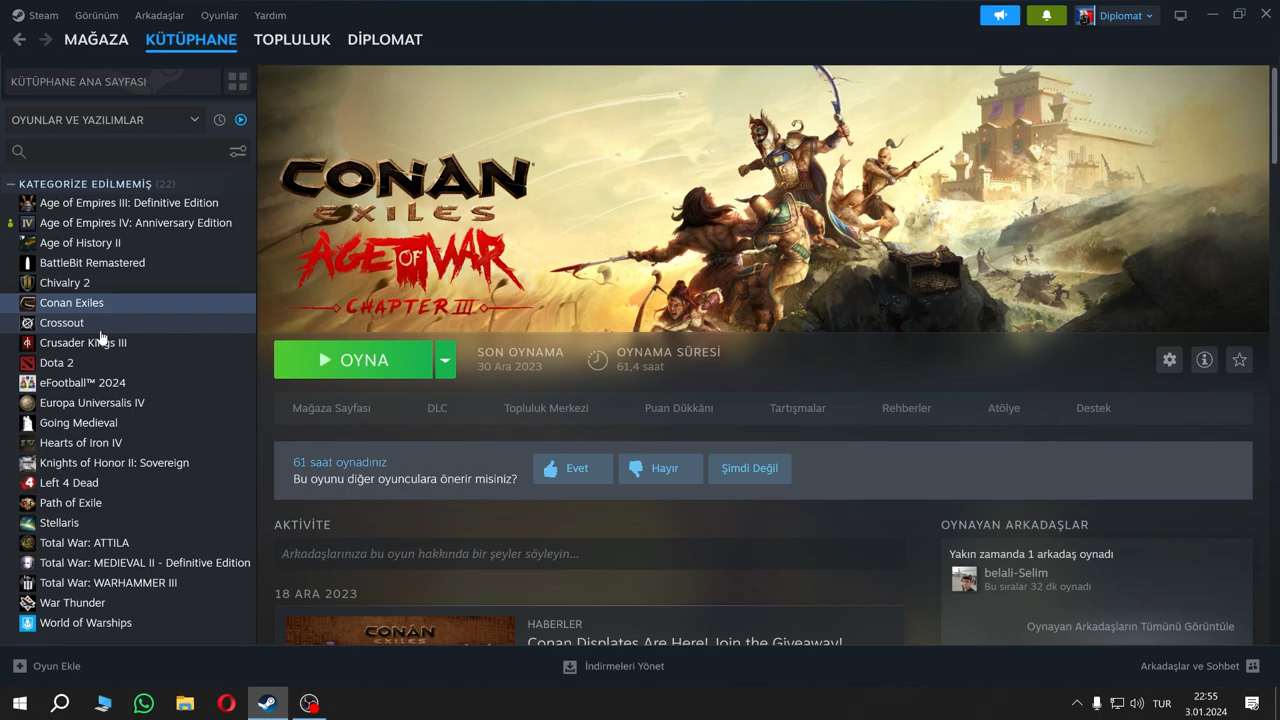 Steam Görünüm Arkadaşlar Oyunlar Yardım
Diplomat
MAĞAZA KÜTÜPHANE TOPLULUK DİPLOMAT
KÜTÜPHANE ANA SAYFASI
OYUNLAR VE YAZILIMLAR
KATEGORİZE EDİLMEMİŞ (22)
Age of Empires III: Definitive Edition
Age of Empires IV: Anniversary Edition
Age of History II
BattleBit Remastered
Chivalry 2
Conan Exiles
Crossout
Crusader Kings III
Dota 2
eFootball™ 2024
Europa Universalis IV
Going Medieval
Hearts of Iron IV
Knights of Honor II: Sovereign
Left 4 Dead
Path of Exile
Stellaris
Total War: ATTILA
Total War: MEDIEVAL II - Definitive Edition
Total War: WARHAMMER III
War Thunder
World of Warships
CONAN
EXILES
AGE OF WAR
CHAPTER III
OYNA
SON OYNAMA
30 Ara 2023
OYNAMA SÜRESİ
61,4 saat
Mağaza Sayfası DLC Topluluk Merkezi Puan Dükkânı Tartışmalar Rehberler Atölye Destek
61 saat oynadınız
Bu oyunu diğer oyunculara önerir misiniz?
Evet Hayır Şimdi Değil
AKTİVİTE
Arkadaşlarınıza bu oyun hakkında bir şeyler söyleyin...
18 ARA 2023
CONAN
HABERLER
Conan Displates Are Here! Join the Giveaway!
OYNAYAN ARKADAŞLAR
Yakın zamanda 1 arkadaş oynadı
belali-Selim
Bu sıralar 32 dk oynadı
Oynayan Arkadaşların Tümünü Görüntüle
Oyun Ekle İndirmeleri Yönet Arkadaşlar ve Sohbet
TUR
22:55
3.01.2024